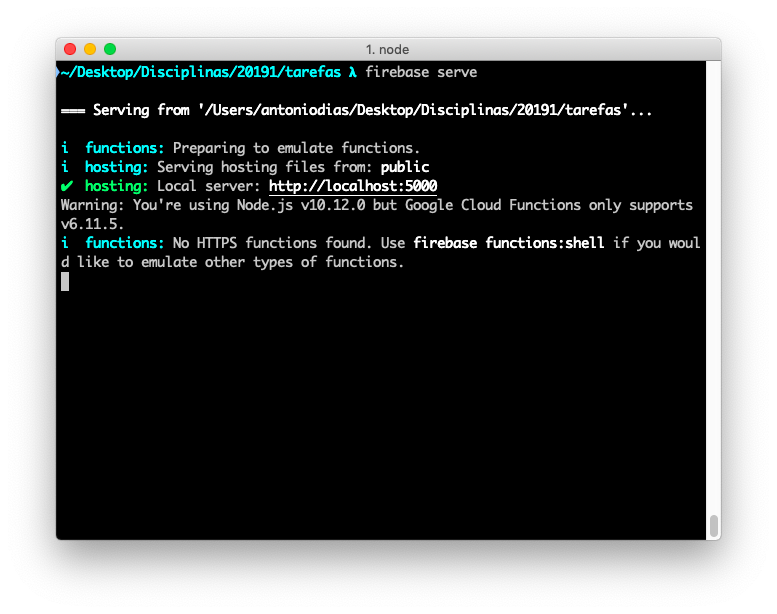 1. node
~/Desktop/Disciplinas/20191/tarefas λ firebase serve
=== Serving from '/Users/antoniodias/Desktop/Disciplinas/20191/tarefas'...
i  functions: Preparing to emulate functions.
i  hosting: Serving hosting files from: public
✔  hosting: Local server: http://localhost:5000
Warning: You're using Node.js v10.12.0 but Google Cloud Functions only supports
v6.11.5.
i  functions: No HTTPS functions found. Use firebase functions:shell if you woul
d like to emulate other types of functions.